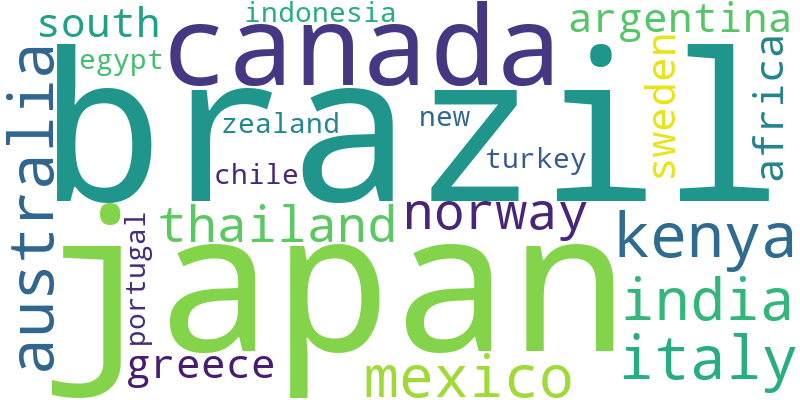 indonesia
south
argentina
canada
egypt
brazil
sweden
africa
australia
zealand
new
turkey
chile
thailand
norway
kenya
portugal
japan
india
greece
mexico
italy